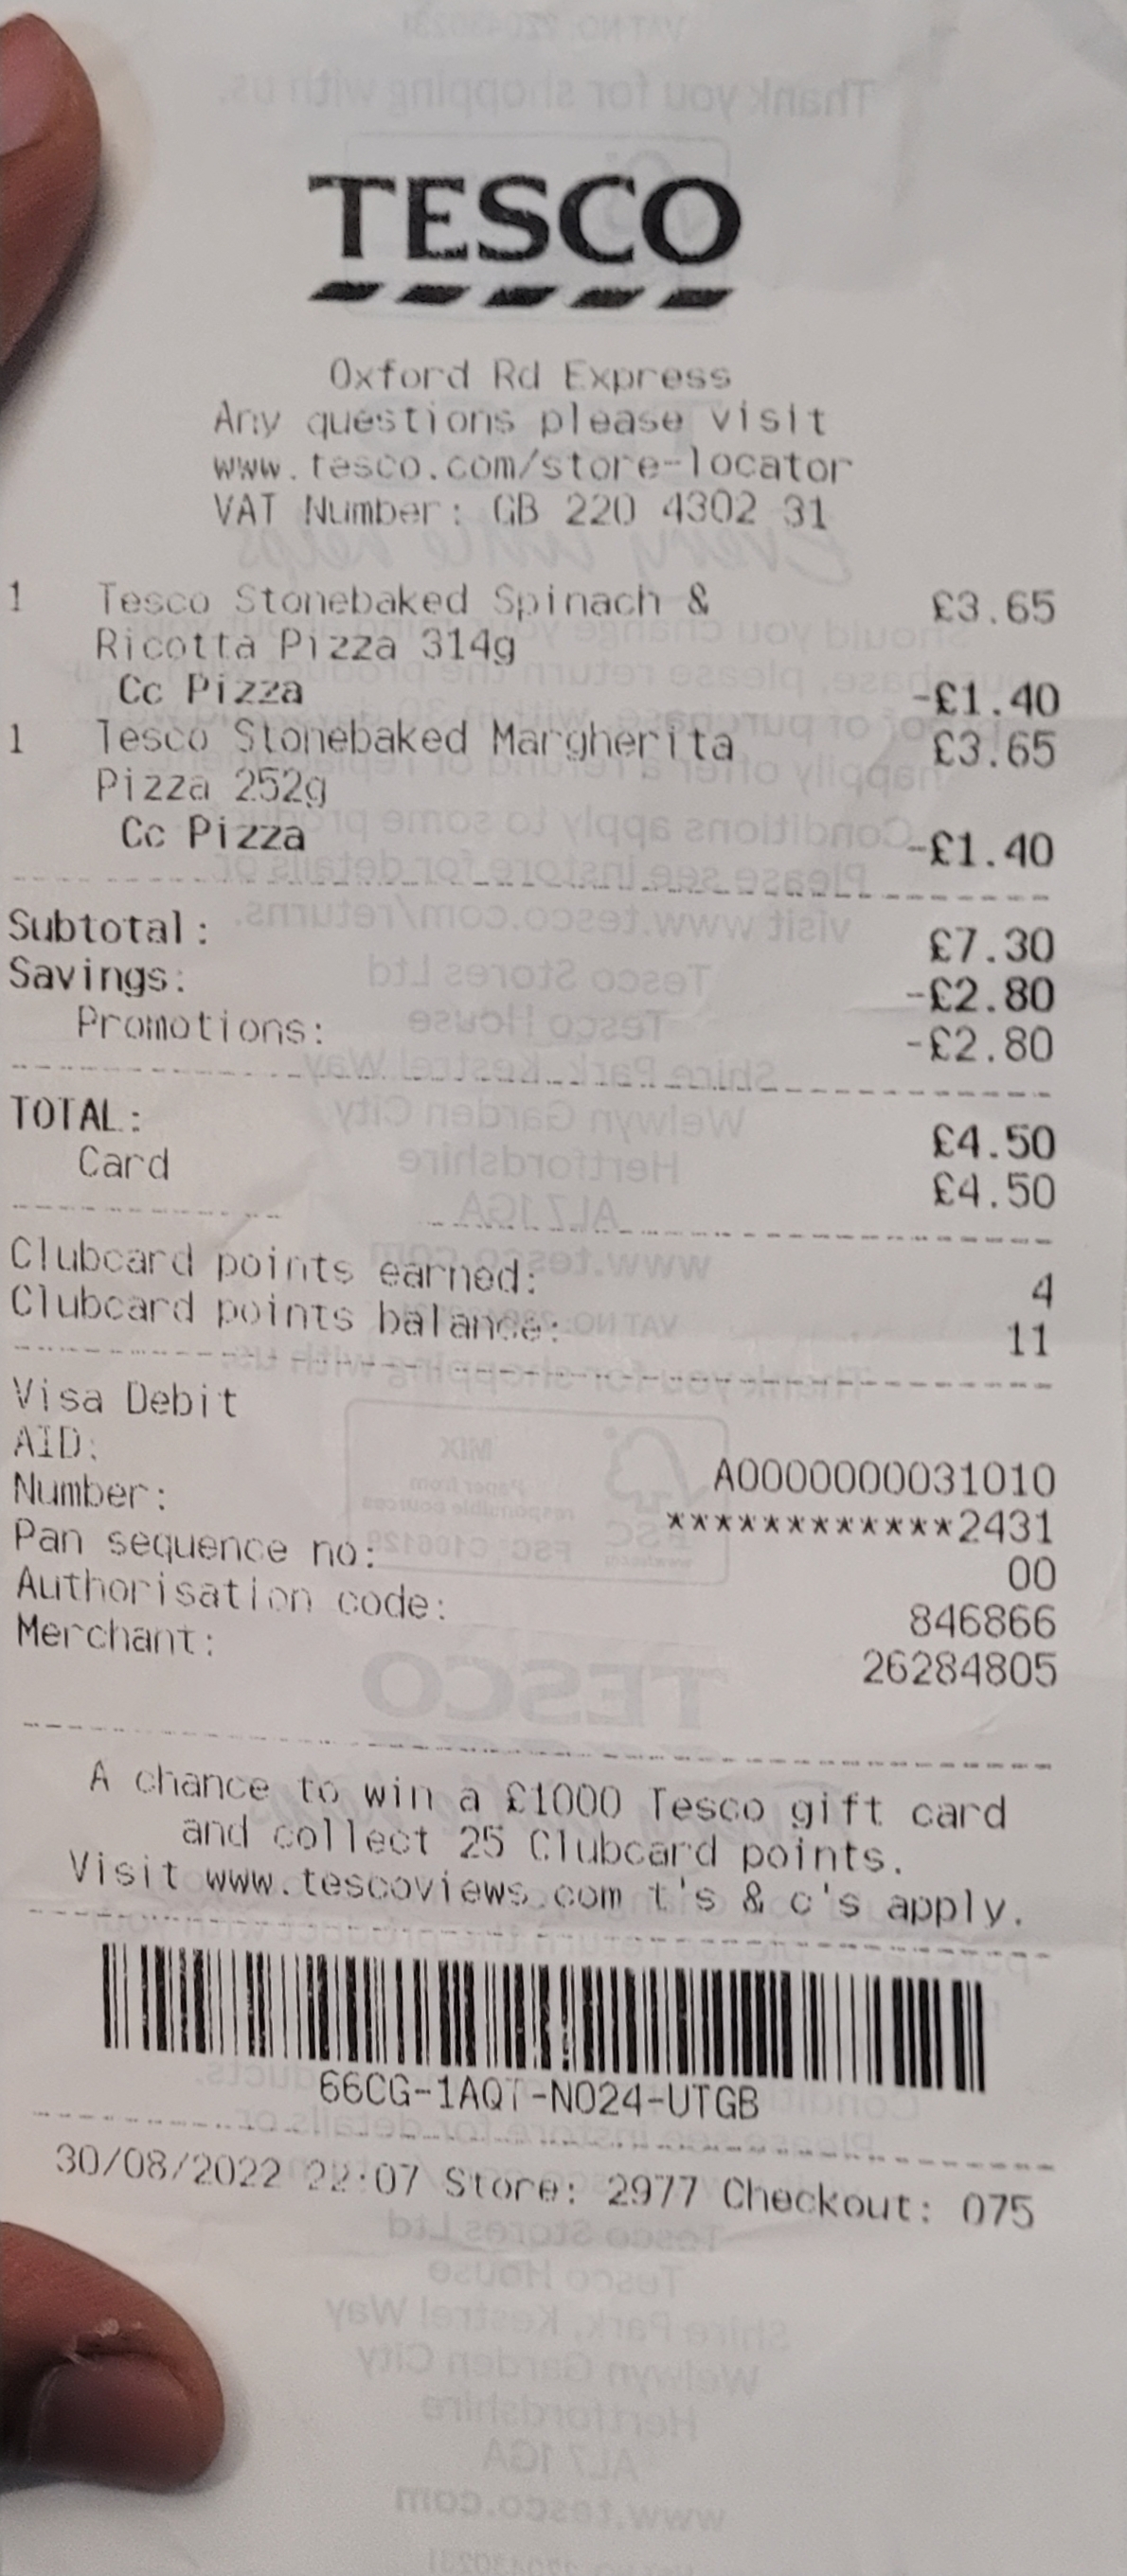 TESCO
Oxford Rd Express
Any questions please visit
www.tesco.com/store-locator
VAT Number: GB 220 4302 31
1 Tesco Stonebaked Spinach & £3.65
Ricotta Pizza 314g
Cc Pizza -£1.40
1 Tesco Stonebaked Margherita £3.65
Pizza 252g
Cc Pizza -£1.40
Subtotal: £7.30
Savings: -£2.80
Promotions: -£2.80
TOTAL: £4.50
Card £4.50
Clubcard points earned: 4
Clubcard points balance: 11
Visa Debit
AID: A0000000031010
Number: ************2431
Pan sequence no: 00
Authorisation code: 846866
Merchant: 26284805
A chance to win a £1000 Tesco gift card
and collect 25 Clubcard points.
Visit www.tescoviews.com t's & c's apply.
66CG-1AQT-N024-UTGB
30/08/2022 22:07 Store: 2977 Checkout: 075